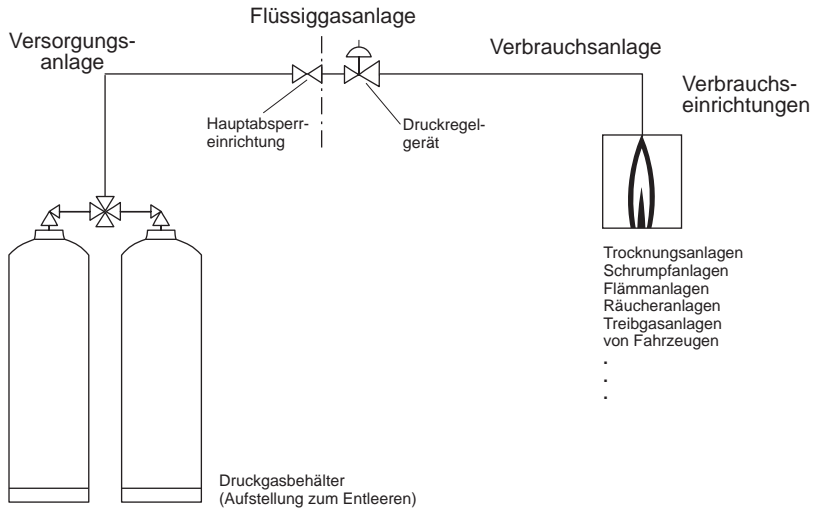 Flüssiggasanlage
Versorgungs-
anlage
Verbrauchsanlage
Verbrauchs-
einrichtungen
Hauptabsperr-
einrichtung
Druckregel-
gerät
Trocknungsanlagen
Schrumpfanlagen
Flämmanlagen
Räucheranlagen
Treibgasanlagen
von Fahrzeugen
.
.
.
Druckgasbehälter
(Aufstellung zum Entleeren)